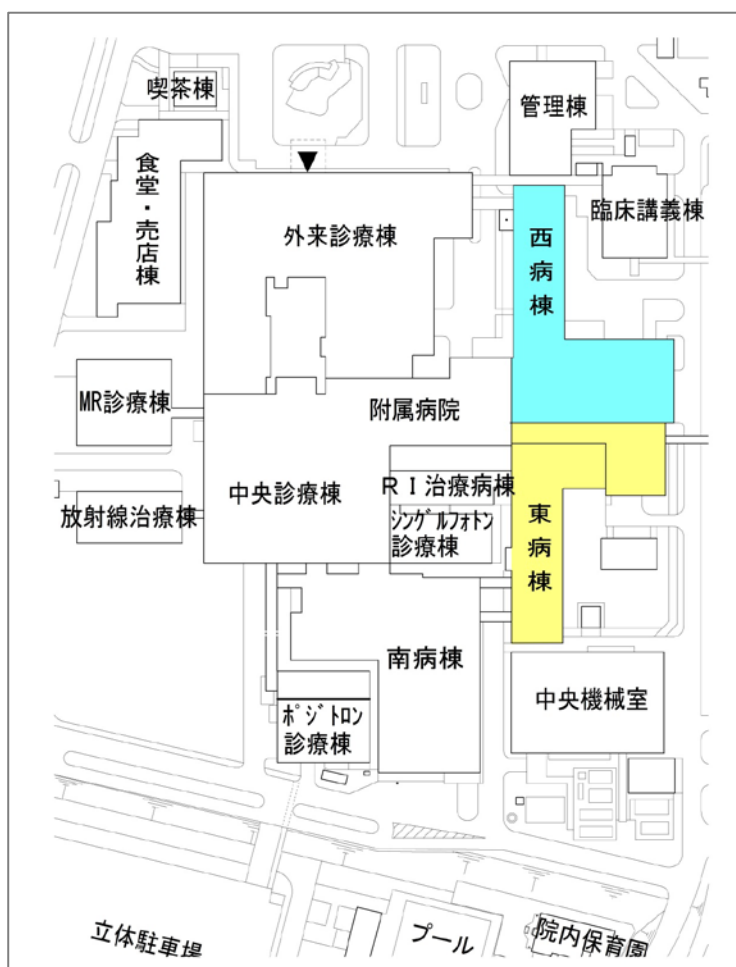 喫茶棟
管理棟
食堂・売店棟
外来診療棟
西病棟
臨床講義棟
MR診療棟
附属病院
中央診療棟
RI治療病棟
放射線治療棟
シングルフォトン
診療棟
東病棟
南病棟
中央機械室
ポジトロン
診療棟
立体駐車場
プール
院内保育園